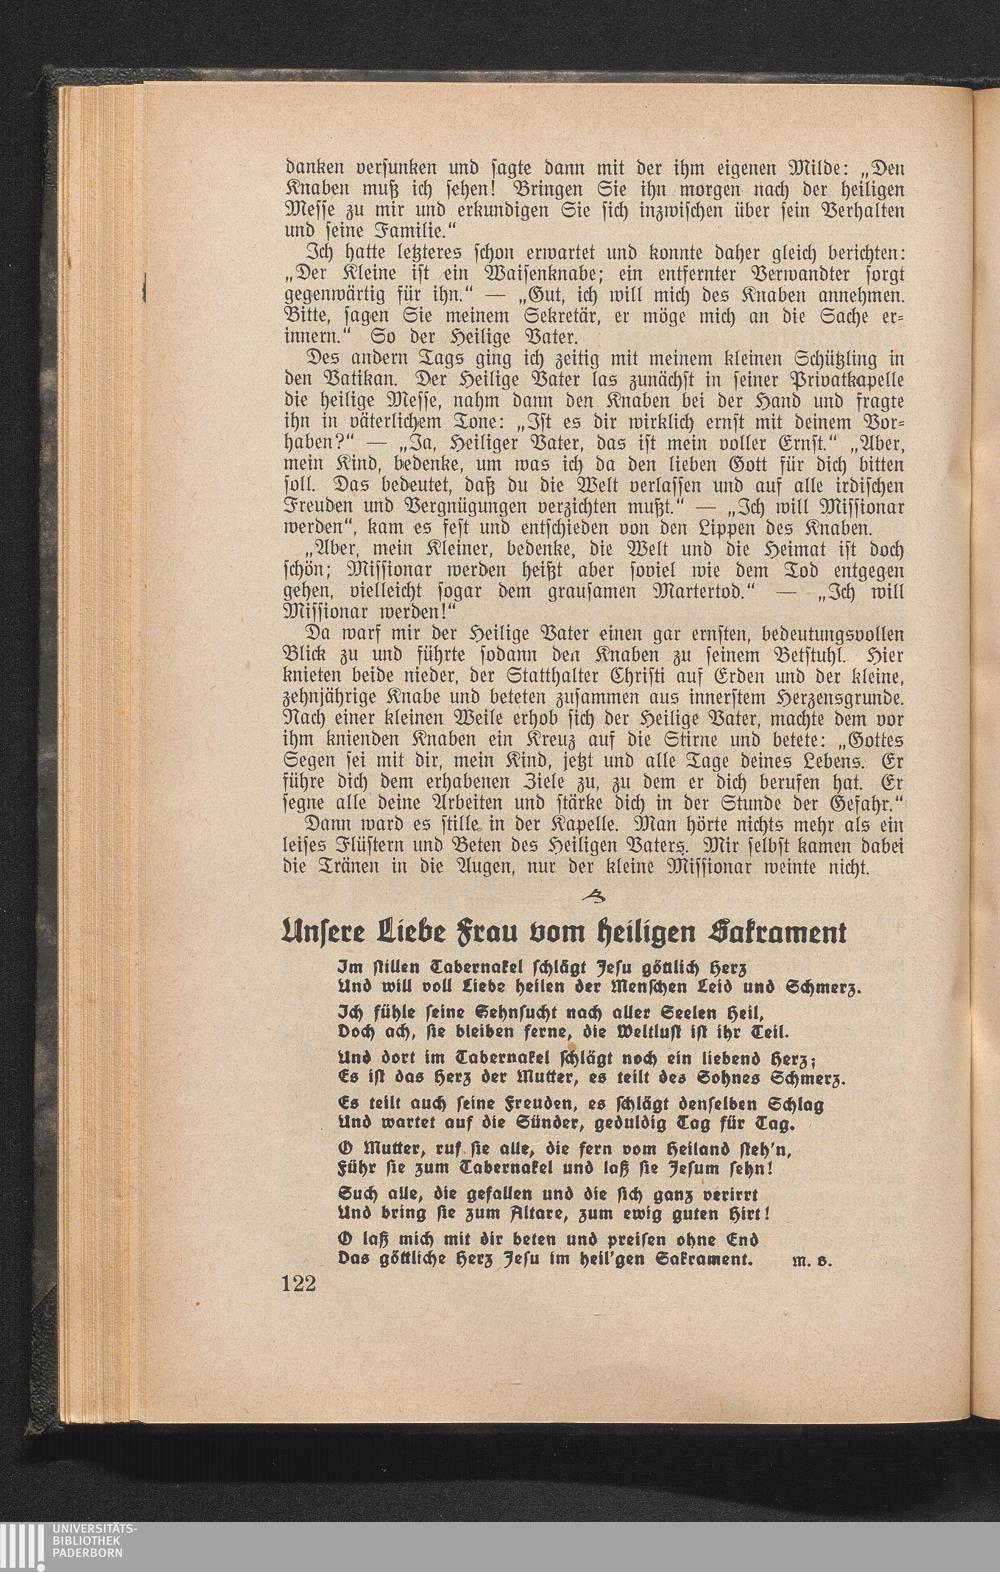 danken versunken und sagte dann mit der ihm eigenen Milde: „Den
Knaben muß ich sehen! Bringen Sie ihn morgen nach der heiligen
Messe zu mir und erkundigen Sie sich inzwischen über sein Verhalten
und seine Familie.“
Ich hatte letzteres schon erwartet und konnte daher gleich berichten:
„Der Kleine ist ein Waisenknabe; ein entfernter Verwandter sorgt
gegenwärtig für ihn.“ — „Gut, ich will mich des Knaben annehmen.
Bitte, sagen Sie meinem Sekretär, er möge mich an die Sache er-
innern.“ So der Heilige Vater.
Des andern Tags ging ich zeitig mit meinem kleinen Schützling in
den Vatikan. Der Heilige Vater las zunächst in seiner Privatkapelle
die heilige Messe, nahm dann den Knaben bei der Hand und fragte
ihn in väterlichem Tone: „Ist es dir wirklich ernst mit deinem Vor-
haben?“ — „Ja, Heiliger Vater, das ist mein voller Ernst.“ „Aber,
mein Kind, bedenke, um was ich da den lieben Gott für dich bitten
soll. Das bedeutet, daß du die Welt verlassen und auf alle irdischen
Freuden und Vergnügungen verzichten mußt.“ — „Ich will Missionar
werden“, kam es fest und entschieden von den Lippen des Knaben.
„Aber, mein Kleiner, bedenke, die Welt und die Heimat ist doch
schön; Missionar werden heißt aber soviel wie dem Tod entgegen
gehen, vielleicht sogar dem grausamen Martertod.“ — „Ich will
Missionar werden!“
Da warf mir der Heilige Vater einen gar ernsten, bedeutungsvollen
Blick zu und führte sodann den Knaben zu seinem Betstuhl. Hier
knieten beide nieder, der Statthalter Christi auf Erden und der kleine,
zehnjährige Knabe und beteten zusammen aus innerstem Herzensgrunde.
Nach einer kleinen Weile erhob sich der Heilige Vater, machte dem vor
ihm knienden Knaben ein Kreuz auf die Stirne und betete: „Gottes
Segen sei mit dir, mein Kind, jetzt und alle Tage deines Lebens. Er
führe dich dem erhabenen Ziele zu, zu dem er dich berufen hat. Er
segne alle deine Arbeiten und stärke dich in der Stunde der Gefahr.“
Dann ward es stille in der Kapelle. Man hörte nichts mehr als ein
leises Flüstern und Beten des Heiligen Vaters. Mir selbst kamen dabei
die Tränen in die Augen, nur der kleine Missionar weinte nicht.
Unsere Liebe Frau vom heiligen Sakrament
Im stillen Tabernakel schlägt Jesu göttlich Herz
Und will voll Liebe heilen der Menschen Leid und Schmerz.
Ich fühle seine Sehnsucht nach aller Seelen Heil,
Doch ach, sie bleiben ferne, die Weltlust ist ihr Teil.
Und dort im Tabernakel schlägt noch ein liebend Herz;
Es ist das Herz der Mutter, es teilt des Sohnes Schmerz.
Es teilt auch seine Freuden, es schlägt denselben Schlag
Und wartet auf die Sünder, geduldig Tag für Tag.
O Mutter, ruf sie alle, die fern vom Heiland steh'n,
Führ sie zum Tabernakel und laß sie Jesum sehn!
Such alle, die gefallen und die sich ganz verirrt
Und bring sie zum Altare, zum ewig guten Hirt!
O laß mich mit dir beten und preisen ohne End
Das göttliche Herz Jesu im heil'gen Sakrament. M. B.
122
UNIVERSITÄTS-
BIBLIOTHEK
PADERBORN